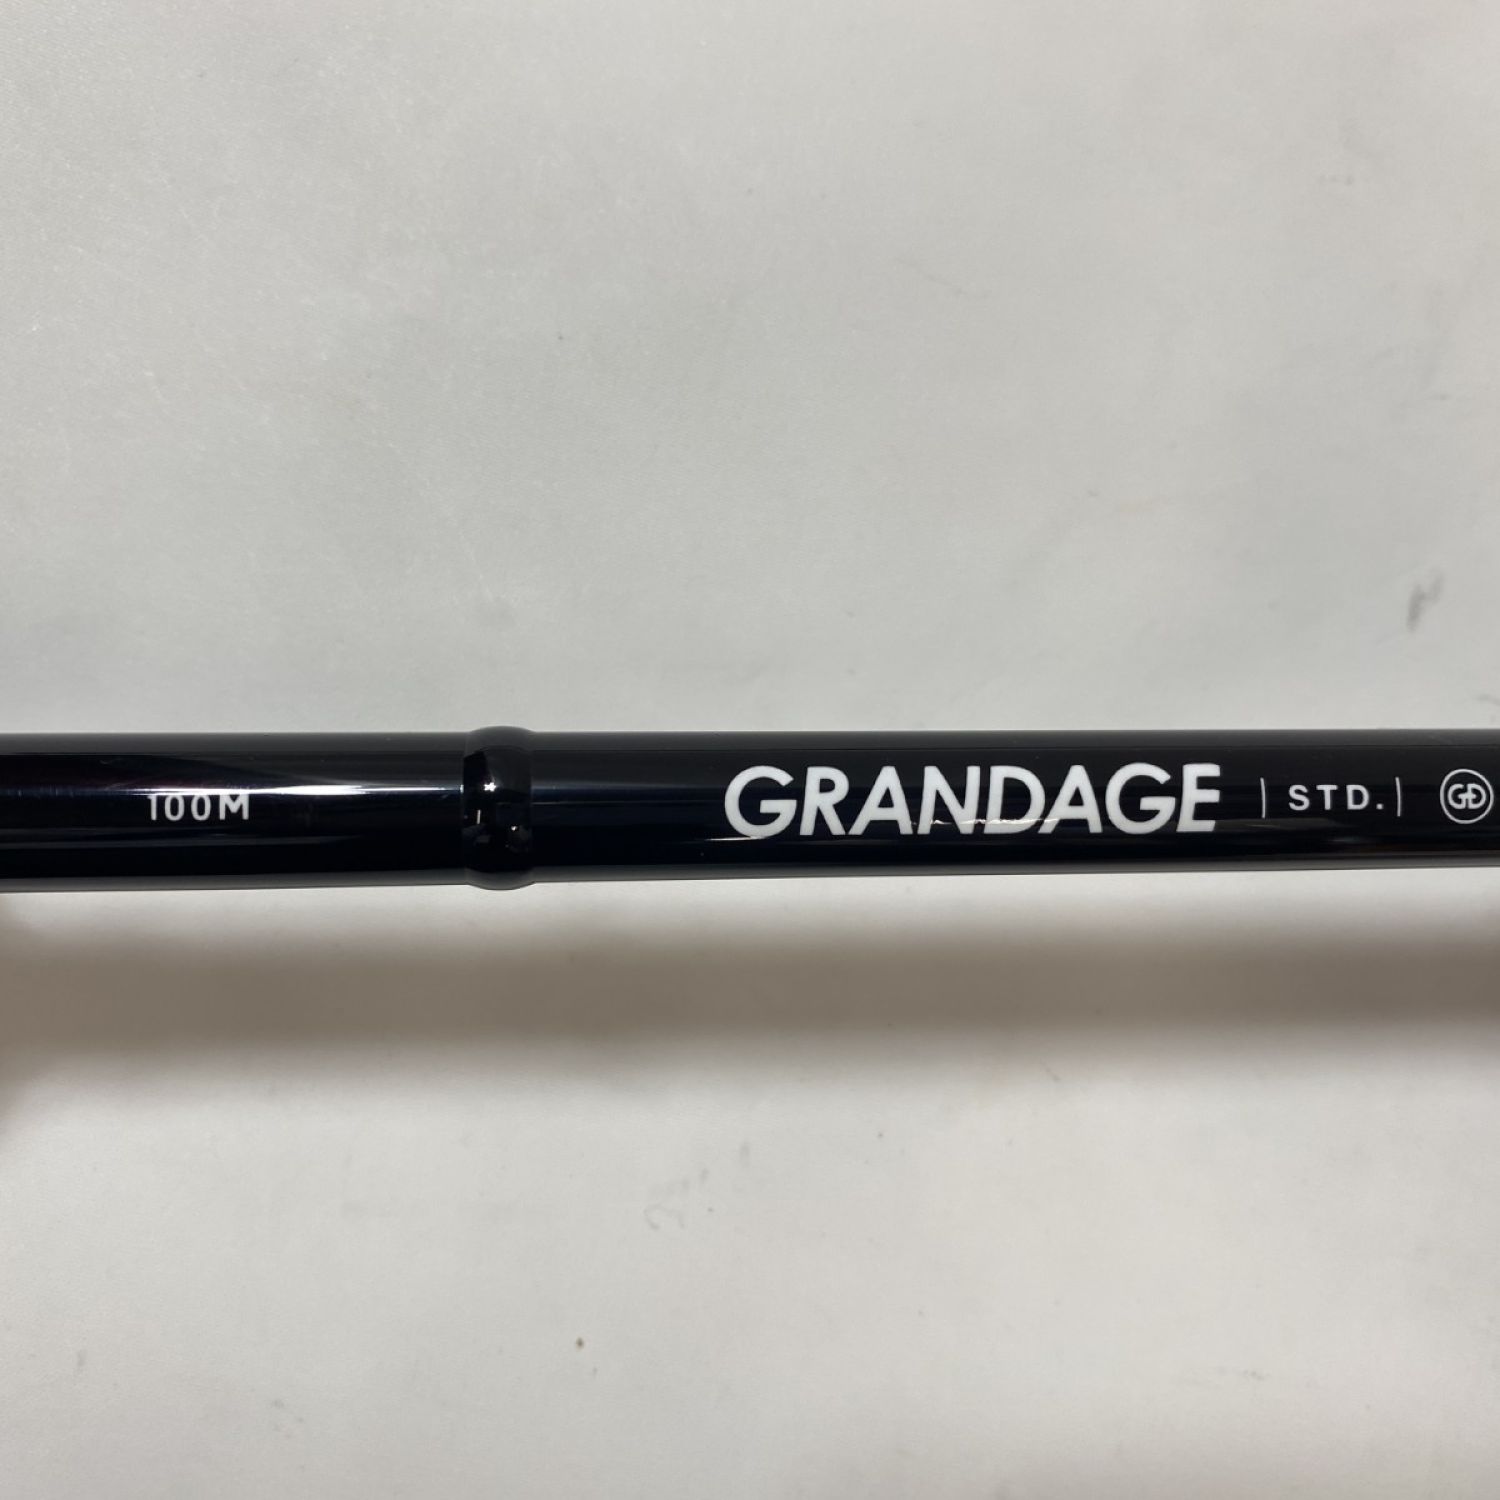 100M GRANDAGE | STD. | GD